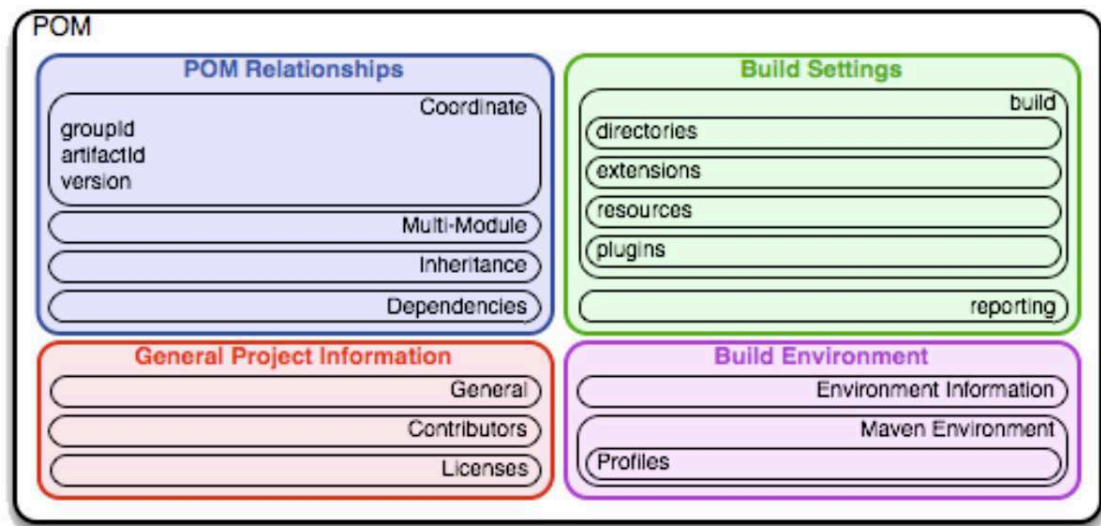 POM
POM Relationships
Coordinate
groupId
artifactId
version
Multi-Module
Inheritance
Dependencies
Build Settings
build
directories
extensions
resources
plugins
reporting
General Project Information
General
Contributors
Licenses
Build Environment
Environment Information
Maven Environment
Profiles